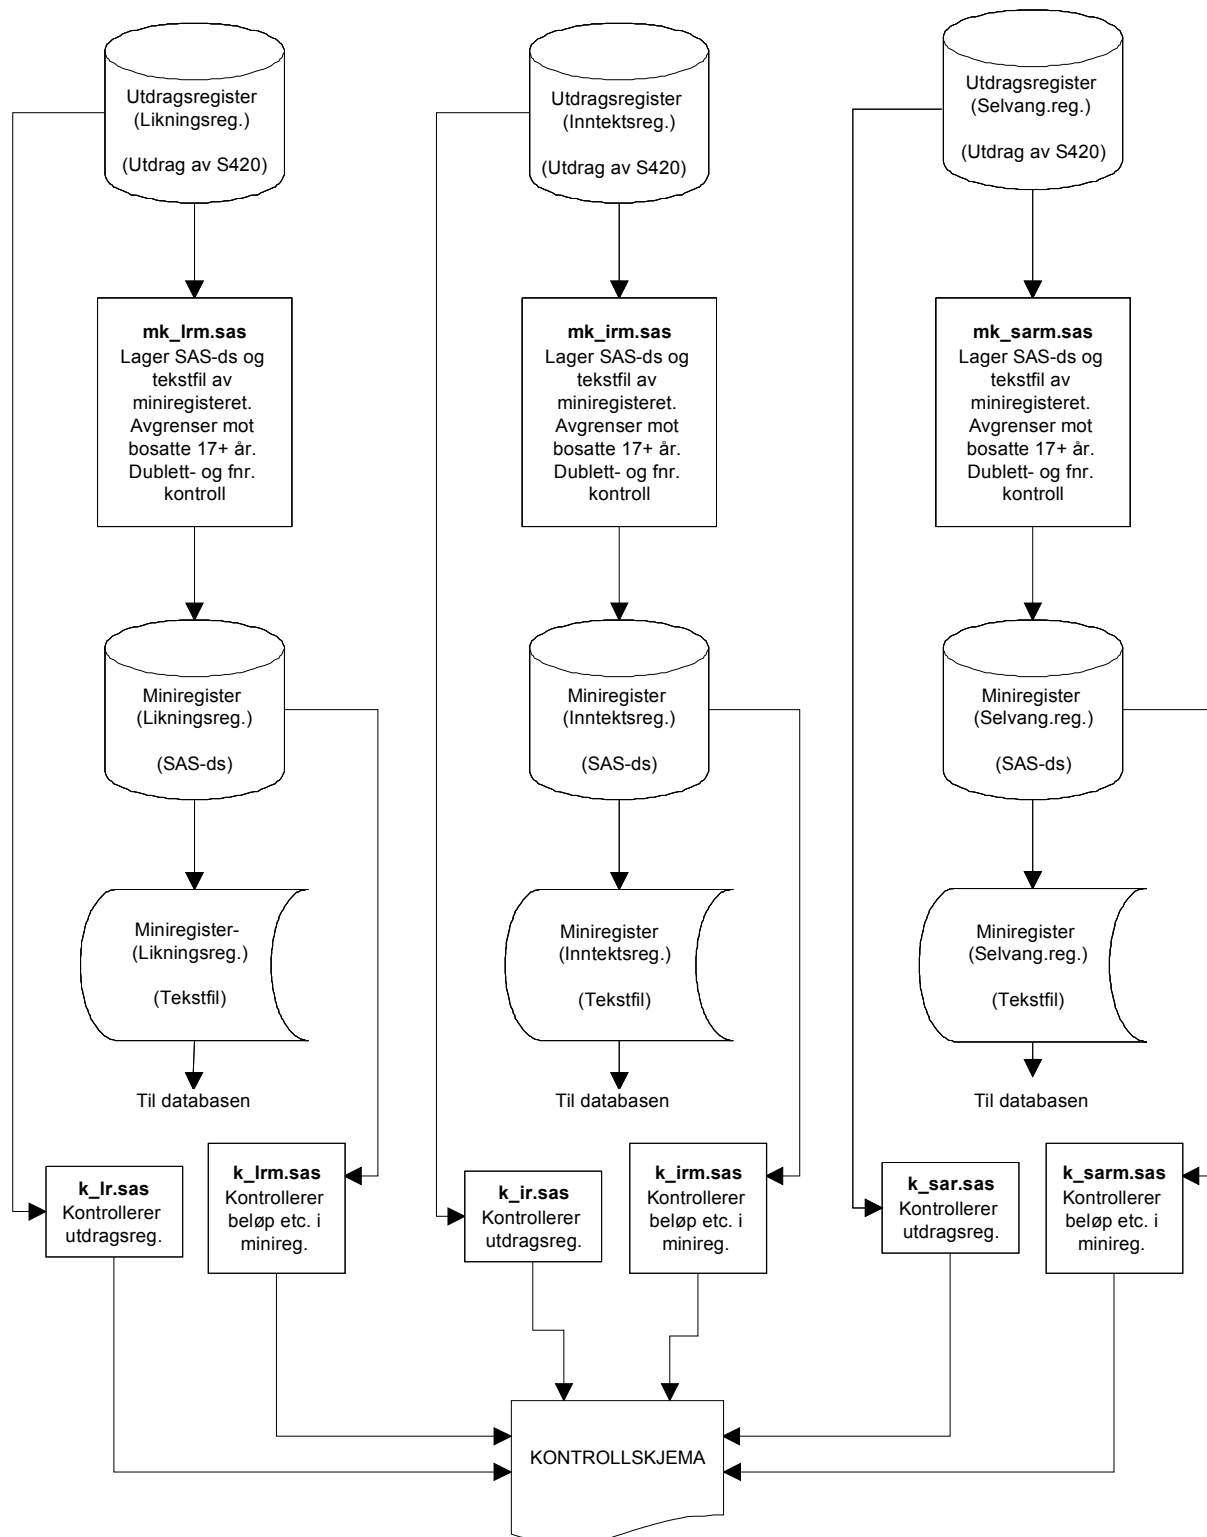 Utdragsregister
(Likningsreg.)
(Utdrag av S420)
Utdragsregister
(Inntektsreg.)
(Utdrag av S420)
Utdragsregister
(Selvang.reg.)
(Utdrag av S420)
mk_lrm.sas
Lager SAS-ds og
tekstfil av
miniregisteret.
Avgrenser mot
bosatte 17+ år.
Dublett- og fnr.
kontroll
mk_irm.sas
Lager SAS-ds og
tekstfil av
miniregisteret.
Avgrenser mot
bosatte 17+ år.
Dublett- og fnr.
kontroll
mk_sarm.sas
Lager SAS-ds og
tekstfil av
miniregisteret.
Avgrenser mot
bosatte 17+ år.
Dublett- og fnr.
kontroll
Miniregister
(Likningsreg.)
(SAS-ds)
Miniregister
(Inntektsreg.)
(SAS-ds)
Miniregister
(Selvang.reg.)
(SAS-ds)
Miniregister-
(Likningsreg.)
(Tekstfil)
Miniregister
(Inntektsreg.)
(Tekstfil)
Miniregister
(Selvang.reg.)
(Tekstfil)
Til databasen
Til databasen
Til databasen
k_lr.sas
Kontrollerer
utdragsreg.
k_lrm.sas
Kontrollerer
beløp etc. i
minireg.
k_ir.sas
Kontrollerer
utdragsreg.
k_irm.sas
Kontrollerer
beløp etc. i
minireg.
k_sar.sas
Kontrollerer
utdragsreg.
k_sarm.sas
Kontrollerer
beløp etc. i
minireg.
KONTROLLSKJEMA